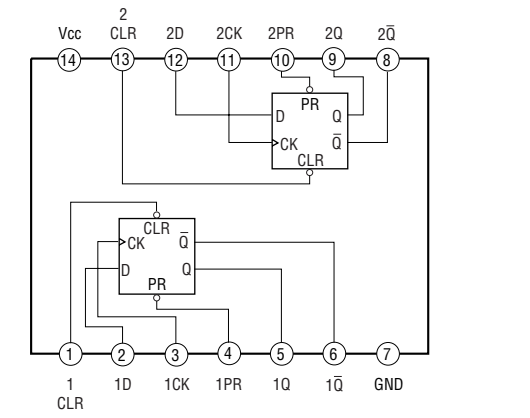 2
Vcc CLR 2D 2CK 2PR 2Q 2Q̅
14 13 12 11 10 9 8
PR
D Q
CK Q̅
CLR
CLR
CK Q̅
D Q
PR
1 2 3 4 5 6 7
1 1D 1CK 1PR 1Q 1Q̅ GND
CLR